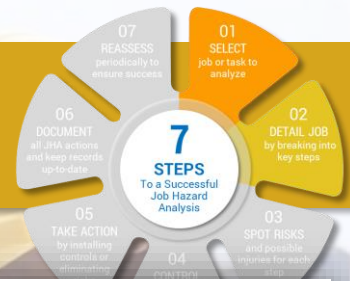 7
STEPS
To a Successful
Job Hazard
Analysis
01
SELECT
job or task to
analyze
02
DETAIL JOB
by breaking into
key steps
03
SPOT RISKS
and possible
injuries for each
step
04
CONTROL
05
TAKE ACTION
by installing
controls or
eliminating
06
DOCUMENT
all JHA actions
and keep records
up-to-date
07
REASSESS
periodically to
ensure success